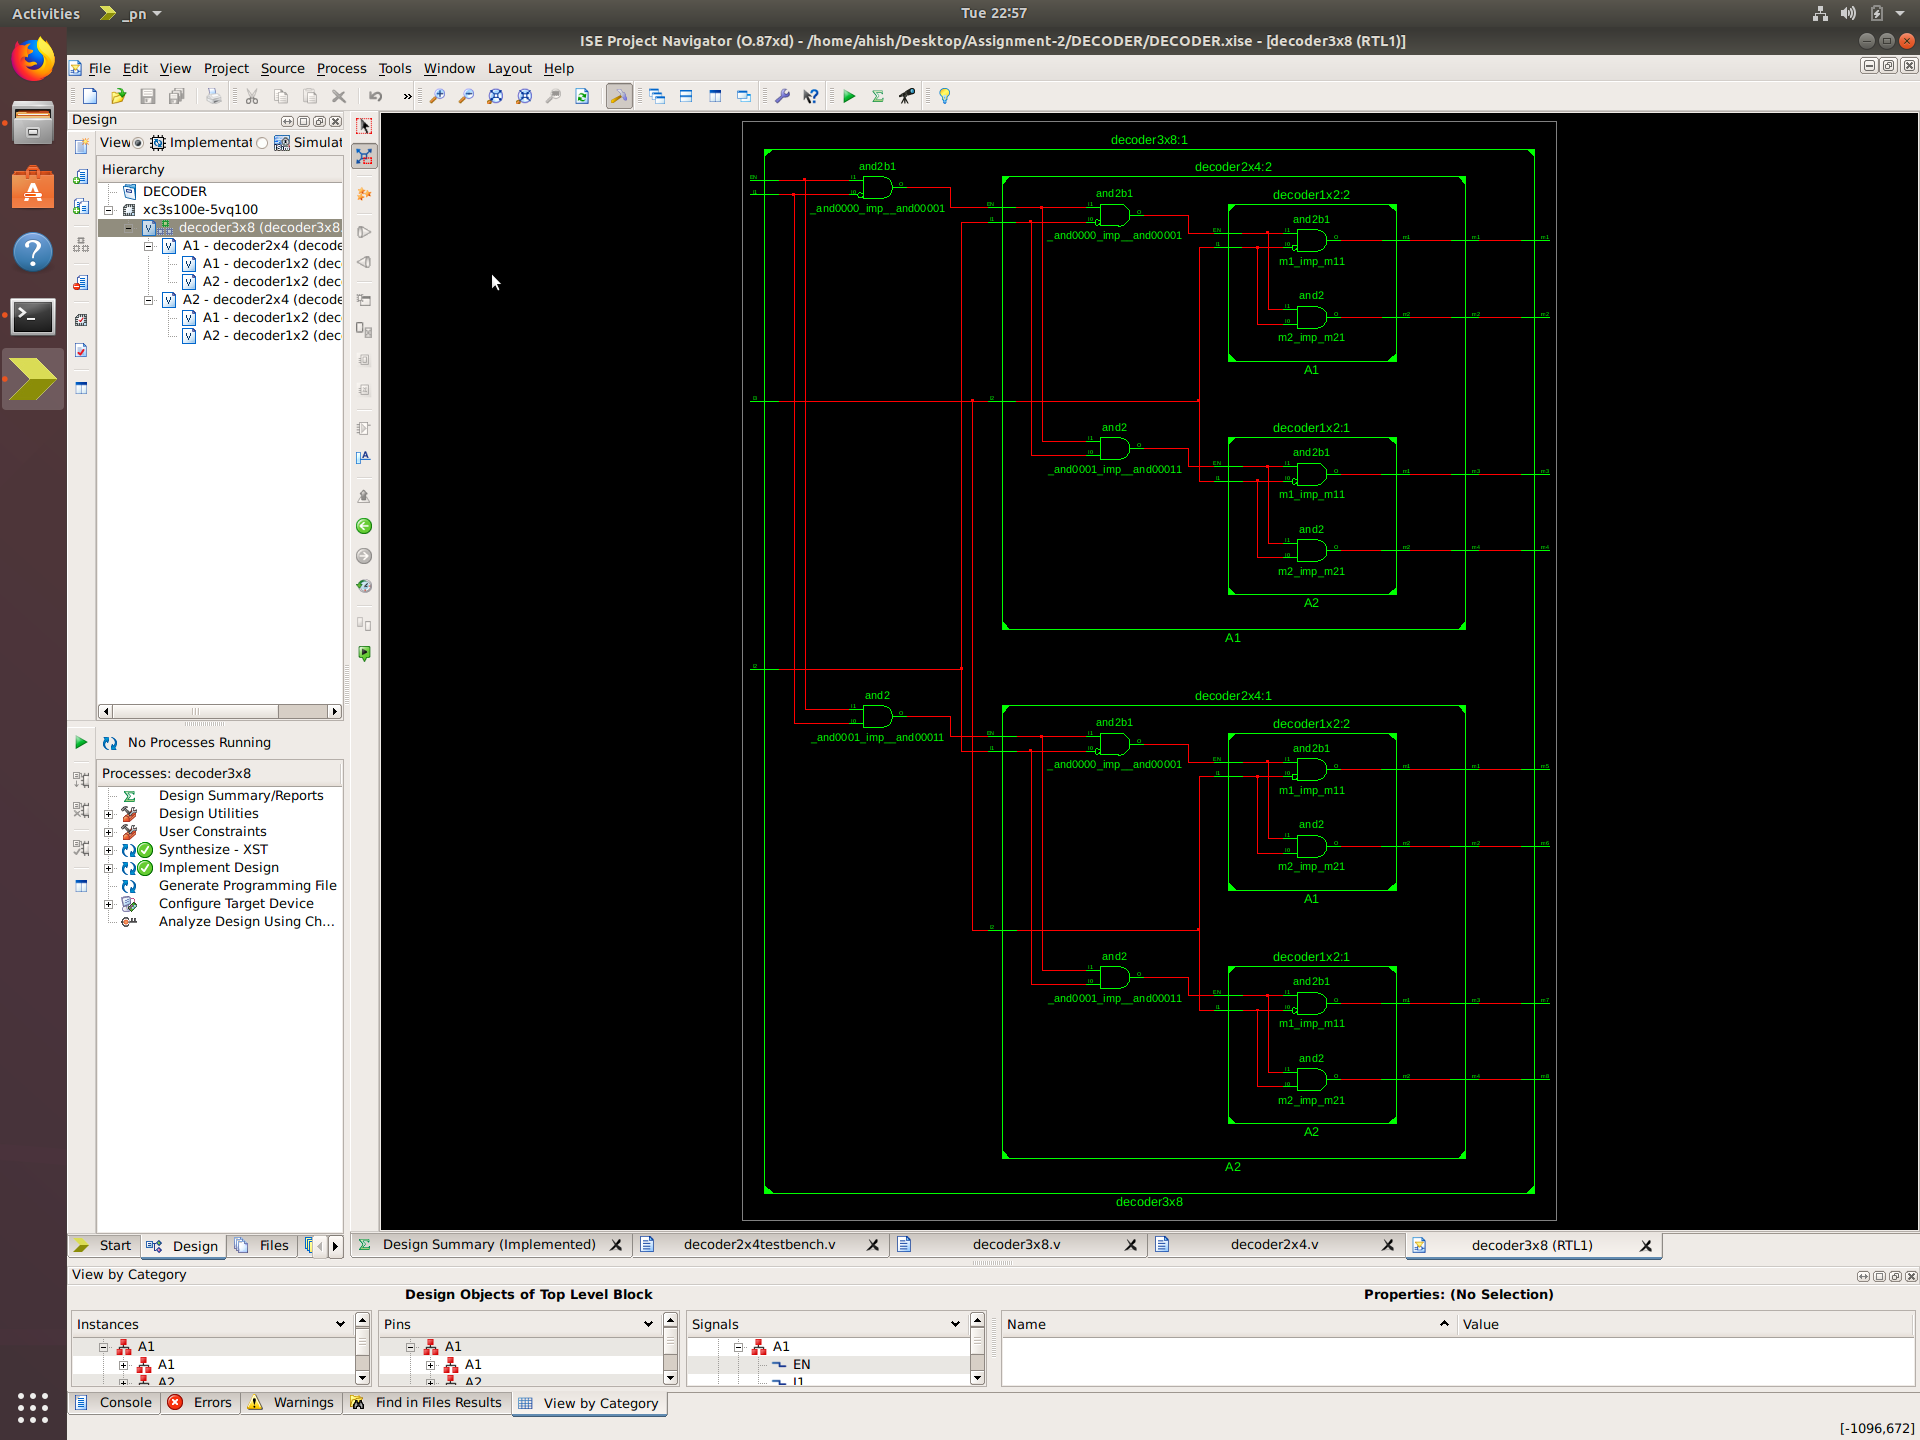 Activities
_pn
Tue 22:57
ISE Project Navigator (O.87xd) - /home/ahish/Desktop/Assignment-2/DECODER/DECODER.xise - [decoder3x8 (RTL1)]
File Edit View Project Source Process Tools Window Layout Help
Design
View Implementat Simulat
Hierarchy
DECODER
xc3s100e-5vq100
decoder3x8 (decoder3x8.
A1 - decoder2x4 (decode
A1 - decoder1x2 (dec
A2 - decoder1x2 (dec
A2 - decoder2x4 (decode
A1 - decoder1x2 (dec
A2 - decoder1x2 (dec
No Processes Running
Processes: decoder3x8
Design Summary/Reports
Design Utilities
User Constraints
Synthesize - XST
Implement Design
Generate Programming File
Configure Target Device
Analyze Design Using Ch...
Start Design Files
decoder3x8:1
and2b1
_and0000_imp__and00001
decoder2x4:2
and2b1
_and0000_imp__and00001
decoder1x2:2
and2b1
m1_imp_m11
and2
m2_imp_m21
A1
and2
_and0001_imp__and00011
decoder1x2:1
and2b1
m1_imp_m11
and2
m2_imp_m21
A2
A1
and2
_and0001_imp__and00011
decoder2x4:1
and2b1
_and0000_imp__and00001
decoder1x2:2
and2b1
m1_imp_m11
and2
m2_imp_m21
A1
and2
_and0001_imp__and00011
decoder1x2:1
and2b1
m1_imp_m11
and2
m2_imp_m21
A2
A2
decoder3x8
Design Summary (Implemented) decoder2x4testbench.v decoder3x8.v decoder2x4.v decoder3x8 (RTL1)
View by Category
Design Objects of Top Level Block
Properties: (No Selection)
Instances
A1
A1
A2
Pins
A1
A1
A2
Signals
A1
EN
I1
Name Value
Console Errors Warnings Find in Files Results View by Category
[-1096,672]